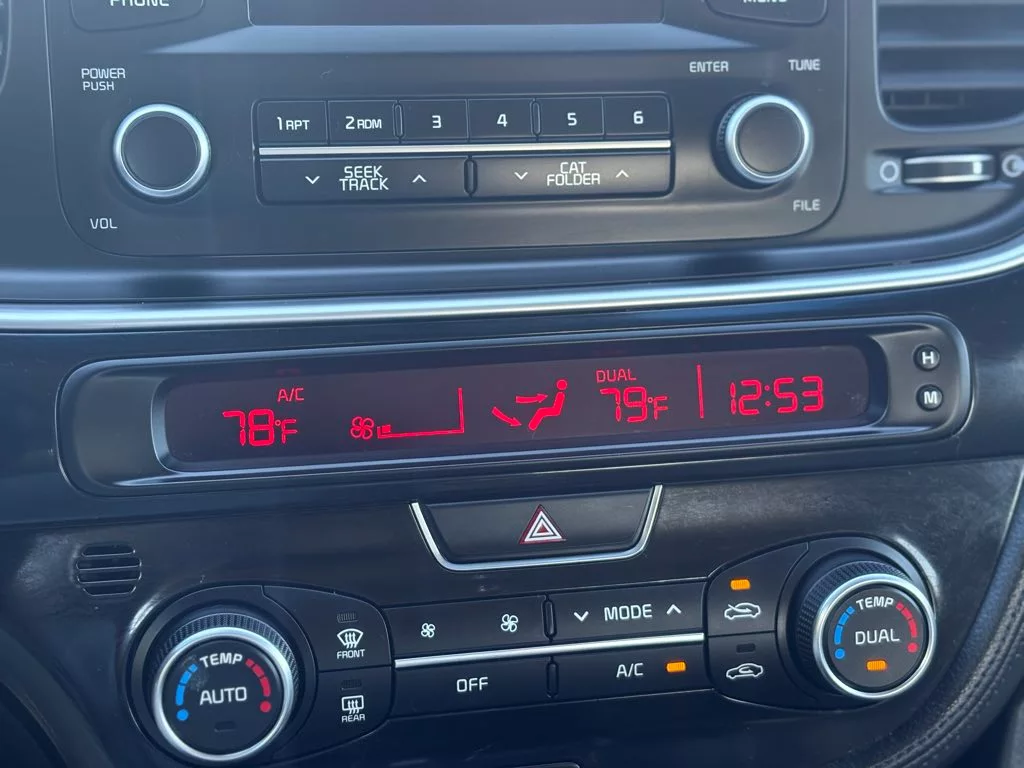 PHONE
MENU
POWER
PUSH
ENTER
TUNE
1 RPT
2 RDM
3
4
5
6
SEEK
TRACK
CAT
FOLDER
VOL
FILE
A/C
78°F
DUAL
79°F
12:53
H
M
TEMP
AUTO
FRONT
REAR
MODE
OFF
A/C
TEMP
DUAL